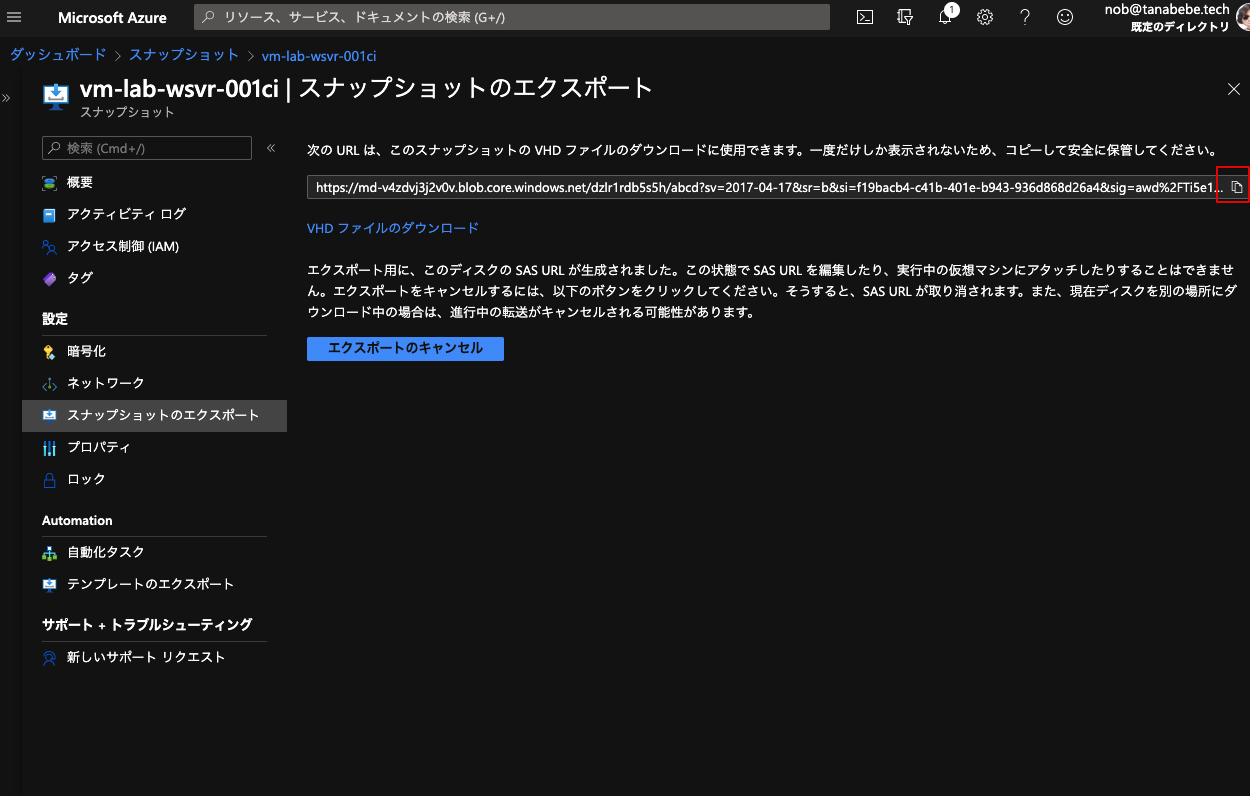 Microsoft Azure
リソース、サービス、ドキュメントの検索 (G+/)
1
nob@tanabebe.tech
既定のディレクトリ
ダッシュボード > スナップショット > vm-lab-wsvr-001ci
vm-lab-wsvr-001ci | スナップショットのエクスポート
スナップショット
検索 (Cmd+/)
概要
アクティビティ ログ
アクセス制御 (IAM)
タグ
設定
暗号化
ネットワーク
スナップショットのエクスポート
プロパティ
ロック
Automation
自動化タスク
テンプレートのエクスポート
サポート + トラブルシューティング
新しいサポート リクエスト
次の URL は、このスナップショットの VHD ファイルのダウンロードに使用できます。一度だけしか表示されないため、コピーして安全に保管してください。
https://md-v4zdvj3j2v0v.blob.core.windows.net/dzlr1rdb5s5h/abcd?sv=2017-04-17&sr=b&si=f19bacb4-c41b-401e-b943-936d868d26a4&sig=awd%2FTi5e1...
VHD ファイルのダウンロード
エクスポート用に、このディスクの SAS URL が生成されました。この状態で SAS URL を編集したり、実行中の仮想マシンにアタッチしたりすることはできませ
ん。エクスポートをキャンセルするには、以下のボタンをクリックしてください。そうすると、SAS URL が取り消されます。また、現在ディスクを別の場所にダ
ウンロード中の場合は、進行中の転送がキャンセルされる可能性があります。
エクスポートのキャンセル